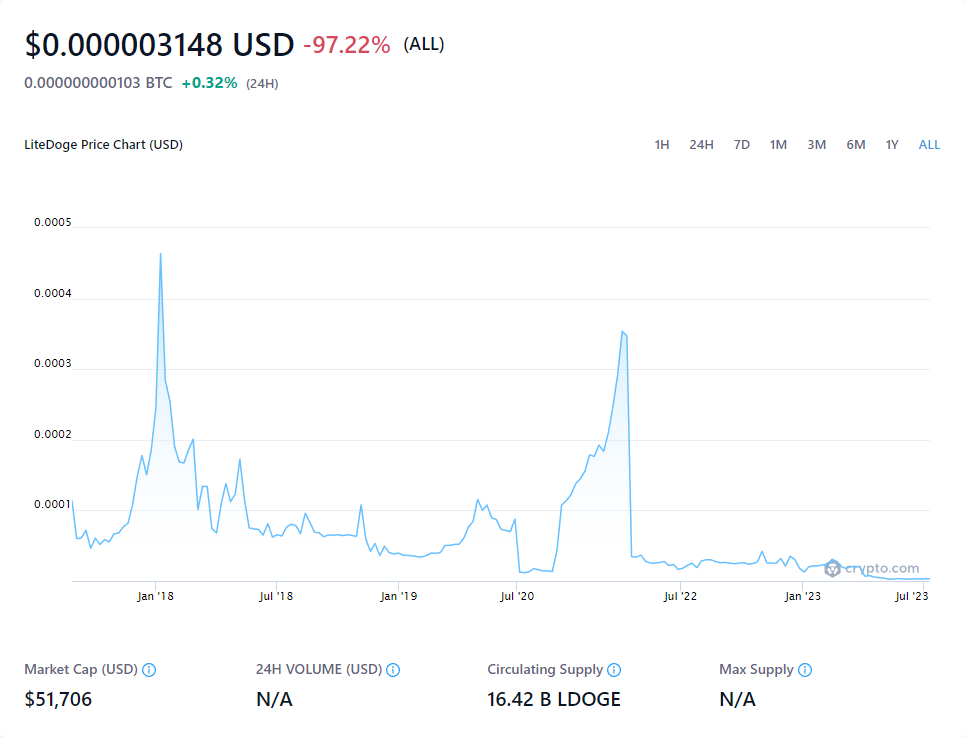 $0.000003148 USD -97.22% (ALL)
0.000000000103 BTC +0.32% (24H)
LiteDoge Price Chart (USD) 1H 24H 7D 1M 3M 6M 1Y ALL
0.0005
0.0004
0.0003
0.0002
0.0001
crypto.com
Jan '18 Jul '18 Jan '19 Jul '20 Jul '22 Jan '23 Jul '23
Market Cap (USD) 24H VOLUME (USD) Circulating Supply Max Supply
$51,706 N/A 16.42 B LDOGE N/A